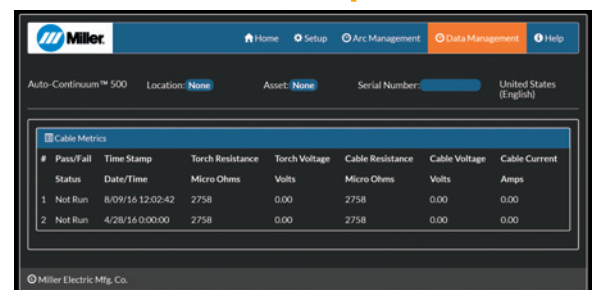 Miller.
Home Setup Arc Management Data Management Help
Auto-Continuum™ 500 Location: None Asset: None Serial Number: United States
(English)
Cable Metrics
# Pass/Fail Time Stamp Torch Resistance Torch Voltage Cable Resistance Cable Voltage Cable Current
Status Date/Time Micro Ohms Volts Micro Ohms Volts Amps
1 Not Run 8/09/16 12:02:42 2758 0.00 2758 0.00 0.00
2 Not Run 4/28/16 0:00:00 2758 0.00 2758 0.00 0.00
© Miller Electric Mfg. Co.